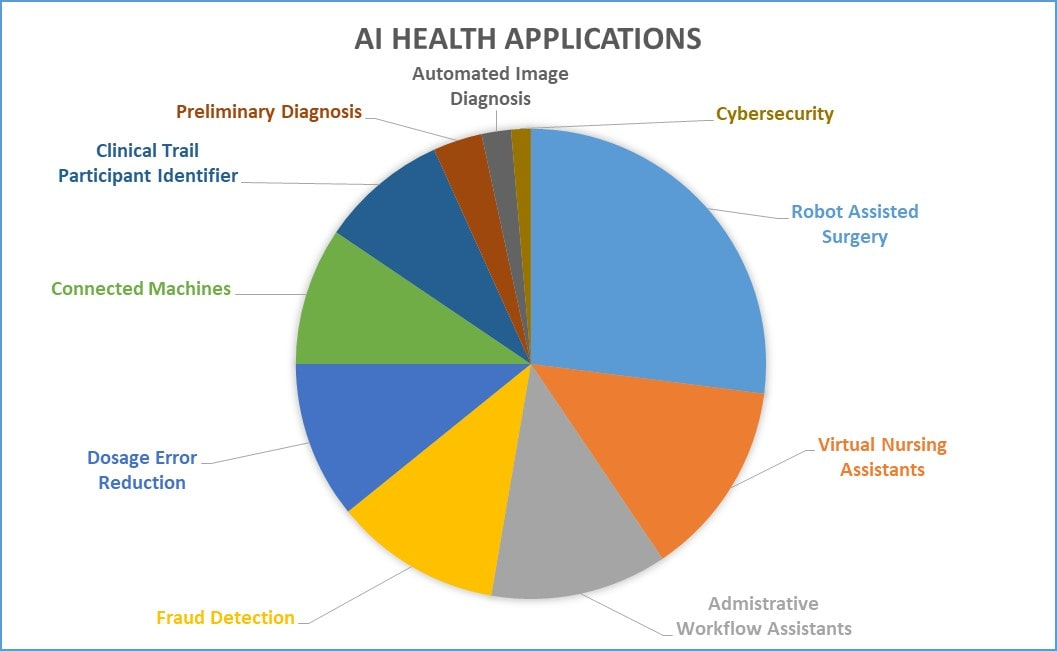 AI HEALTH APPLICATIONS
Automated Image
Diagnosis
Preliminary Diagnosis
Cybersecurity
Clinical Trail
Participant Identifier
Robot Assisted
Surgery
Connected Machines
Virtual Nursing
Assistants
Dosage Error
Reduction
Admistrative
Workflow Assistants
Fraud Detection